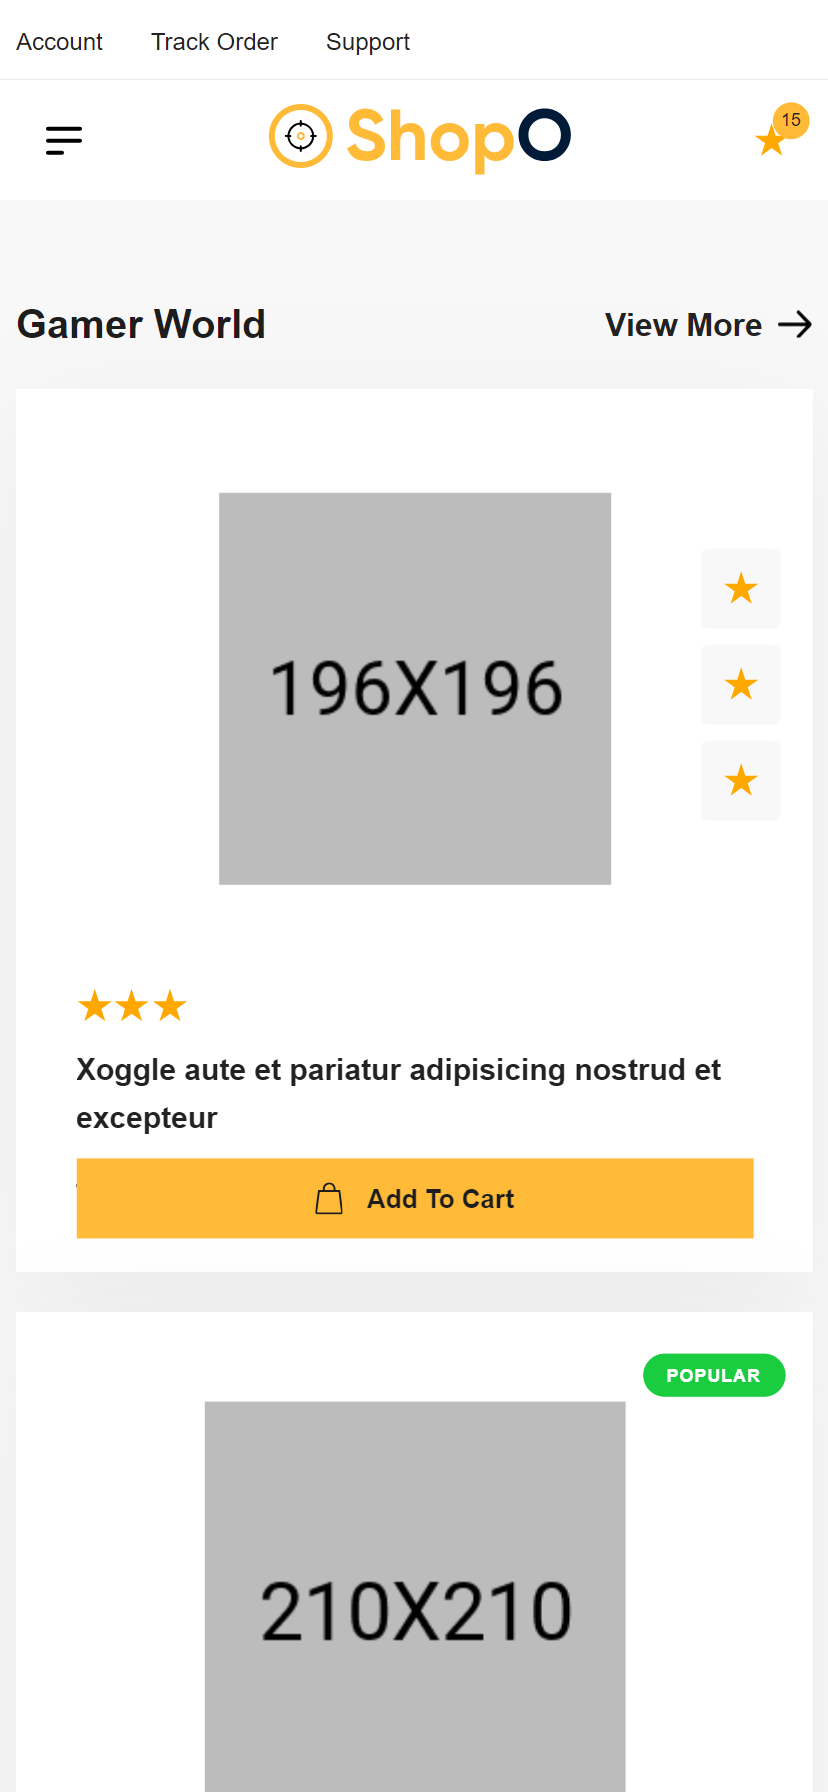 Account Track Order Support
ShopO
15
Gamer World
View More
196X196
Xoggle aute et pariatur adipisicing nostrud et
excepteur
Add To Cart
POPULAR
210X210